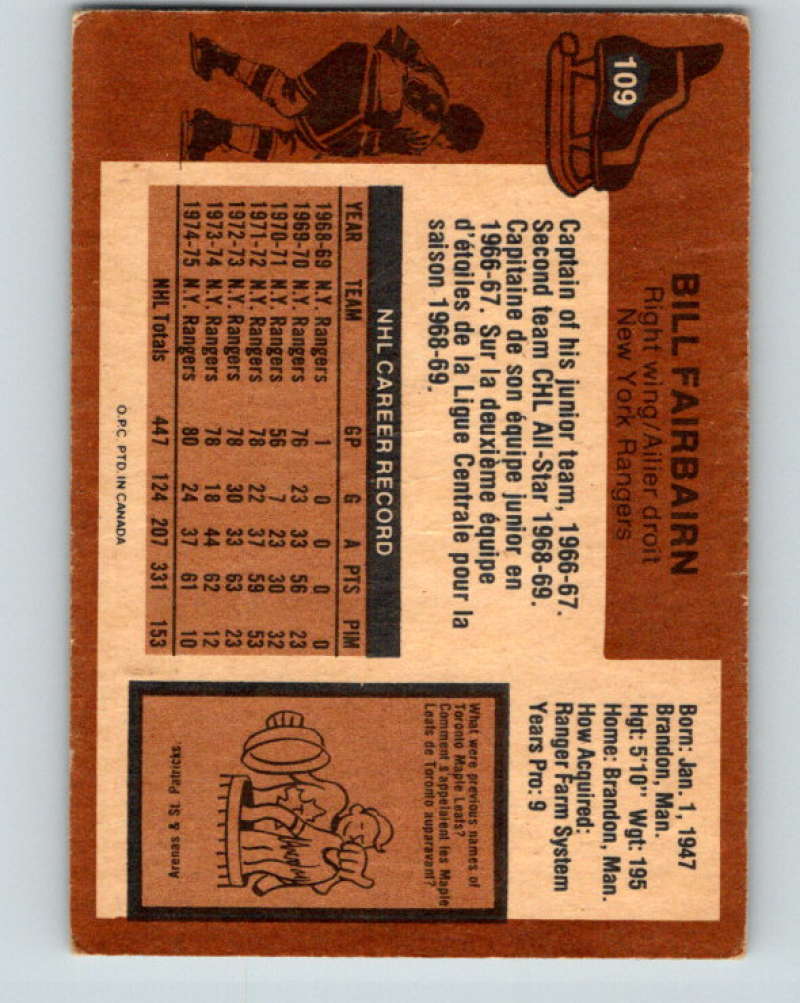 109
BILL FAIRBAIRN
Right wing/Ailier droit
New York Rangers
Captain of his junior team, 1966-67.
Second team CHL All-Star 1968-69.
Capitaine de son équipe junior en
1966-67. Sur la deuxième équipe
d'étoiles de la Ligue Centrale pour la
saison 1968-69.
Born: Jan. 1, 1947
Brandon, Man.
Hgt: 5'10" Wgt: 195
Home: Brandon, Man.
How Acquired:
Ranger Farm System
Years Pro: 9
NHL CAREER RECORD
YEAR TEAM GP G A PTS PIM
1968-69 N.Y. Rangers 1 0 0 0 0
1969-70 N.Y. Rangers 76 23 33 56 23
1970-71 N.Y. Rangers 56 7 23 30 32
1971-72 N.Y. Rangers 78 22 37 59 53
1972-73 N.Y. Rangers 78 30 33 63 23
1973-74 N.Y. Rangers 78 18 44 62 12
1974-75 N.Y. Rangers 80 24 37 61 10
NHL Totals 447 124 207 331 153
O.P.C. PTD. IN CANADA
What were previous names of
Toronto Maple Leafs?
Comment s'appelaient les Maple
Leafs de Toronto auparavant?
Arenas & St. Patricks.